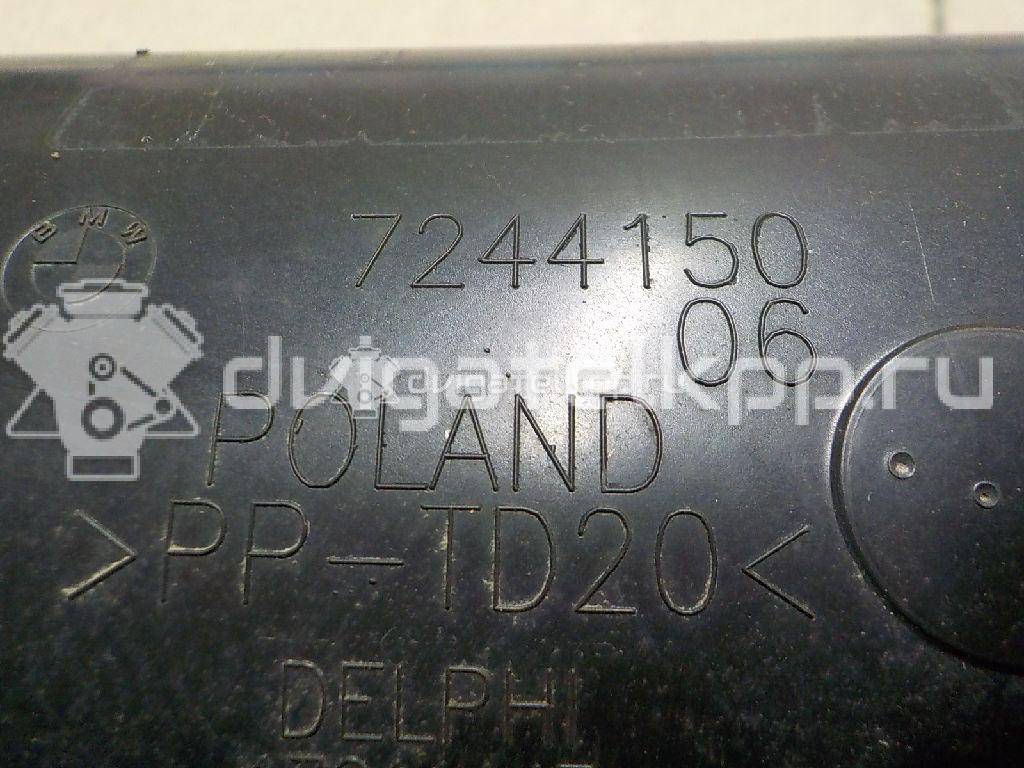 BMW
7244150
06
dvigatelkpp.ru
POLAND
>PP-TD20<
DELPHI